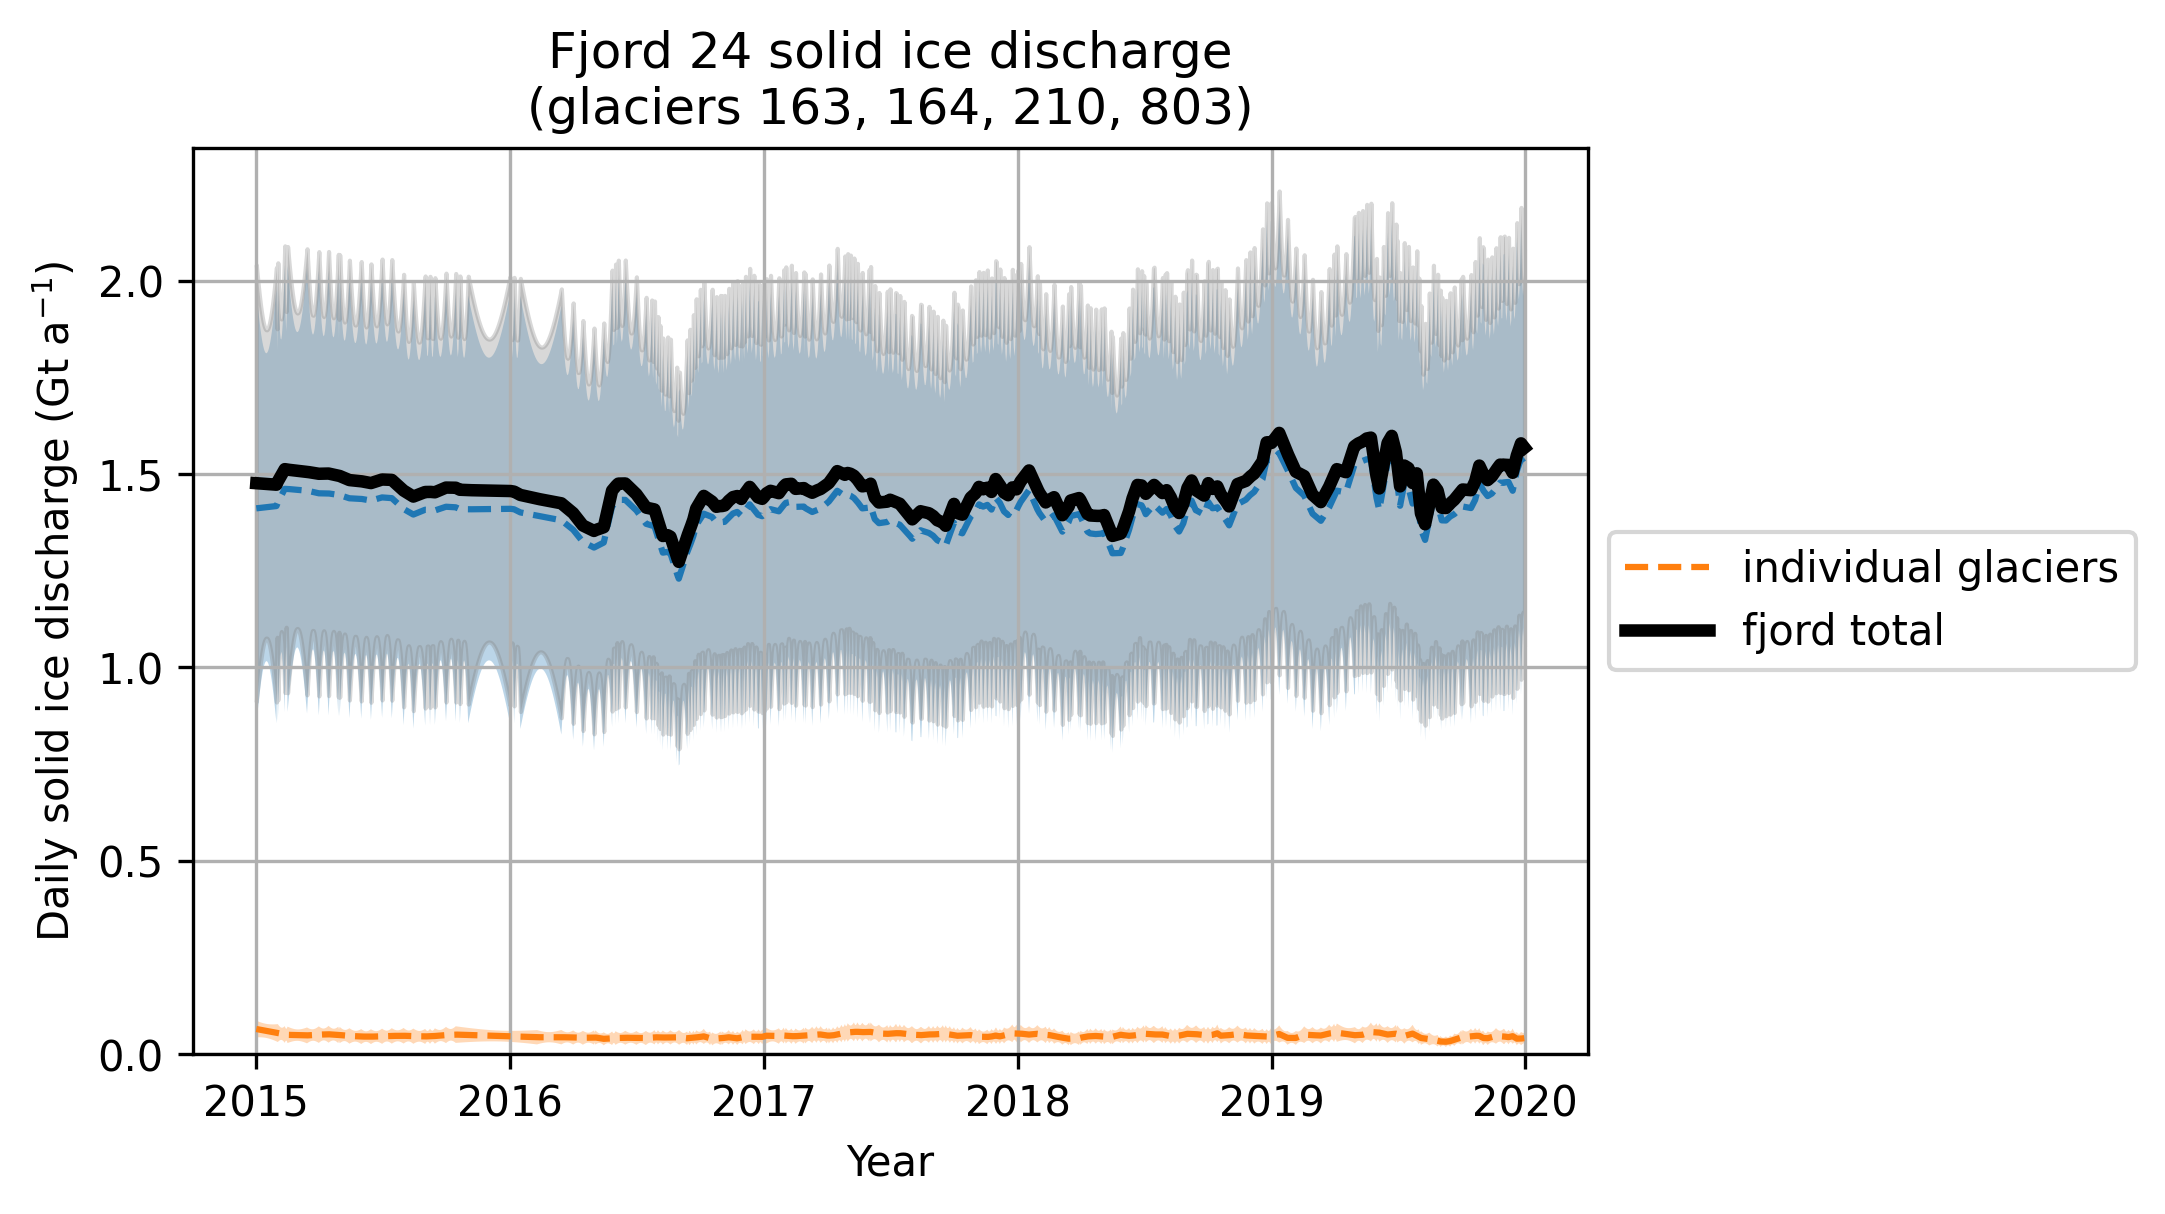 Fjord 24 solid ice discharge
(glaciers 163, 164, 210, 803)
Daily solid ice discharge (Gt a⁻¹)
2.0
1.5
1.0
0.5
0.0
2015 2016 2017 2018 2019 2020
Year
individual glaciers
fjord total